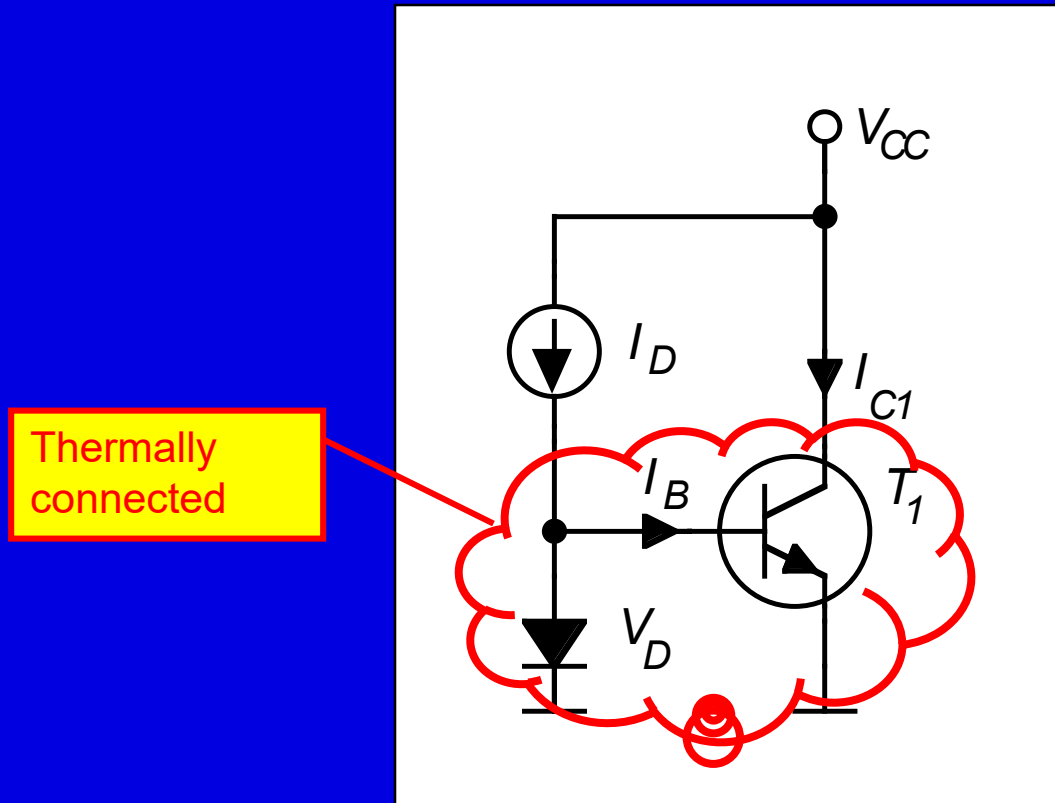 V_CC
I_D
I_C1
Thermally
connected
I_B
T_1
V_D